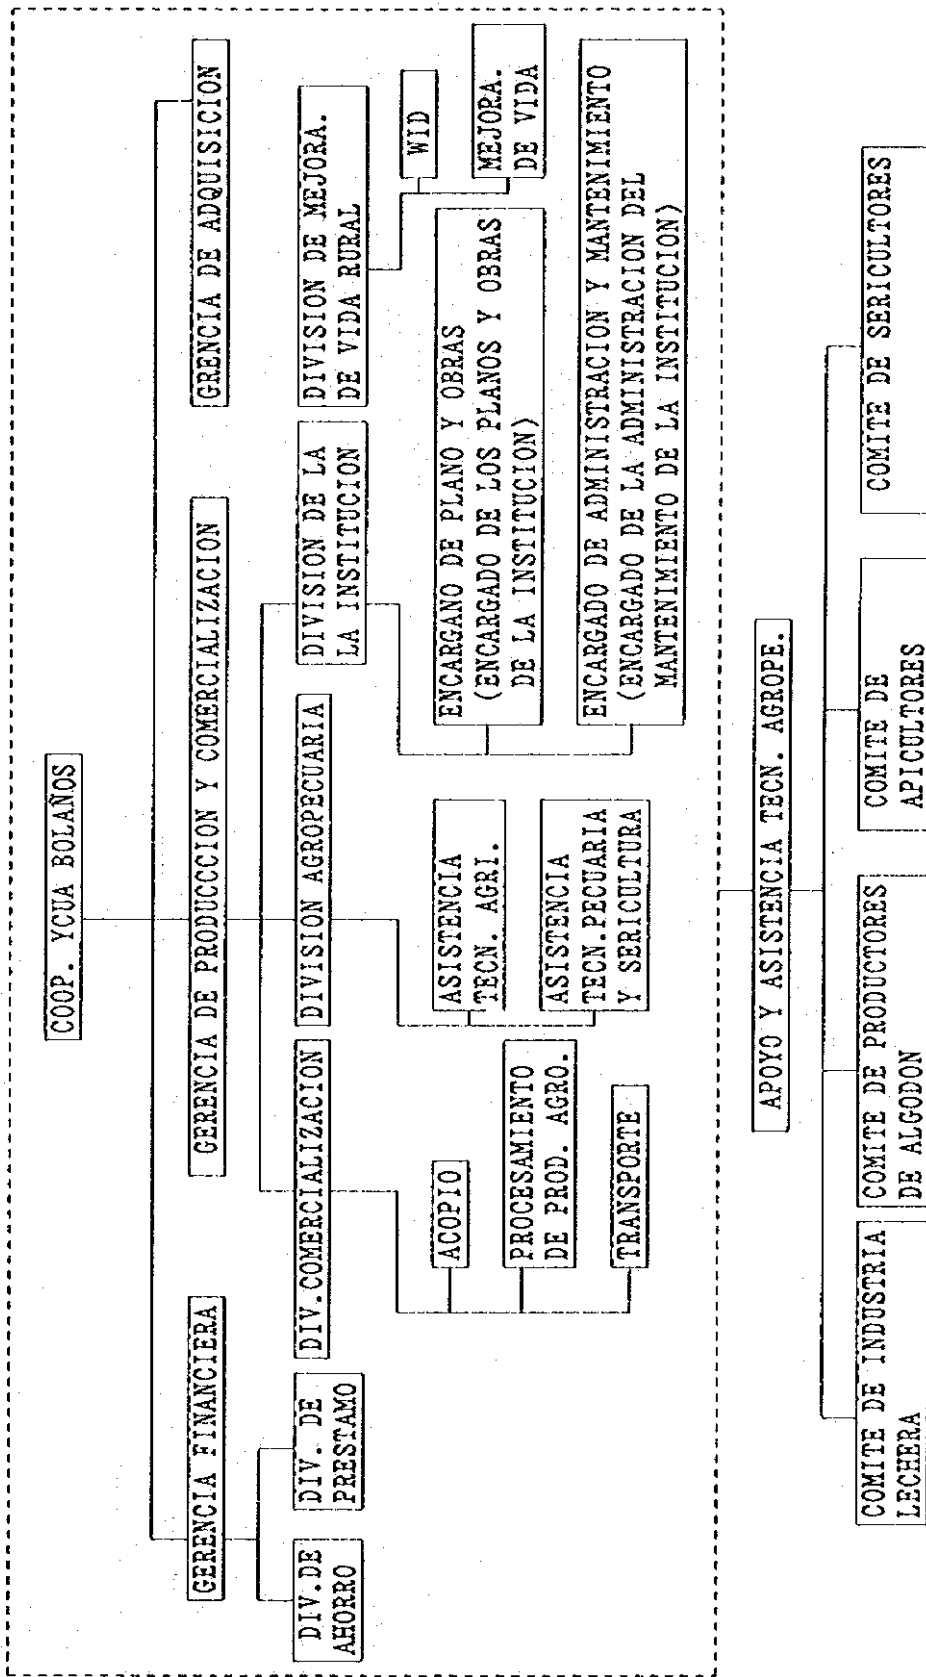 COOP. YCUA BOLAÑOS
GERENCIA FINANCIERA
GERENCIA DE PRODUCCCION Y COMERCIALIZACION
GRENCIA DE ADQUISICION
DIV.DE
AHORRO
DIV. DE
PRESTAMO
DIV.COMERCIALIZACION
DIVISION AGROPECUARIA
DIVISION DE LA
LA INSTITUCION
DIVISION DE MEJORA.
DE VIDA RURAL
ACOPIO
PROCESAMIENTO
DE PROD. AGRO.
TRANSPORTE
ASISTENCIA
TECN. AGRI.
ASISTENCIA
TECN.PECUARIA
Y SERICULTURA
ENCARGANO DE PLANO Y OBRAS
(ENCARGADO DE LOS PLANOS Y OBRAS
DE LA INSTITUCION)
ENCARGADO DE ADMINISTRACION Y MANTENIMIENTO
(ENCARGADO DE LA ADMINISTRACION DEL
MANTENIMIENTO DE LA INSTITUCION)
WID
MEJORA.
DE VIDA
APOYO Y ASISTENCIA TECN. AGROPE.
COMITE DE INDUSTRIA
LECHERA
COMITE DE PRODUCTORES
DE ALGODON
COMITE DE
APICULTORES
COMITE DE SERICULTORES